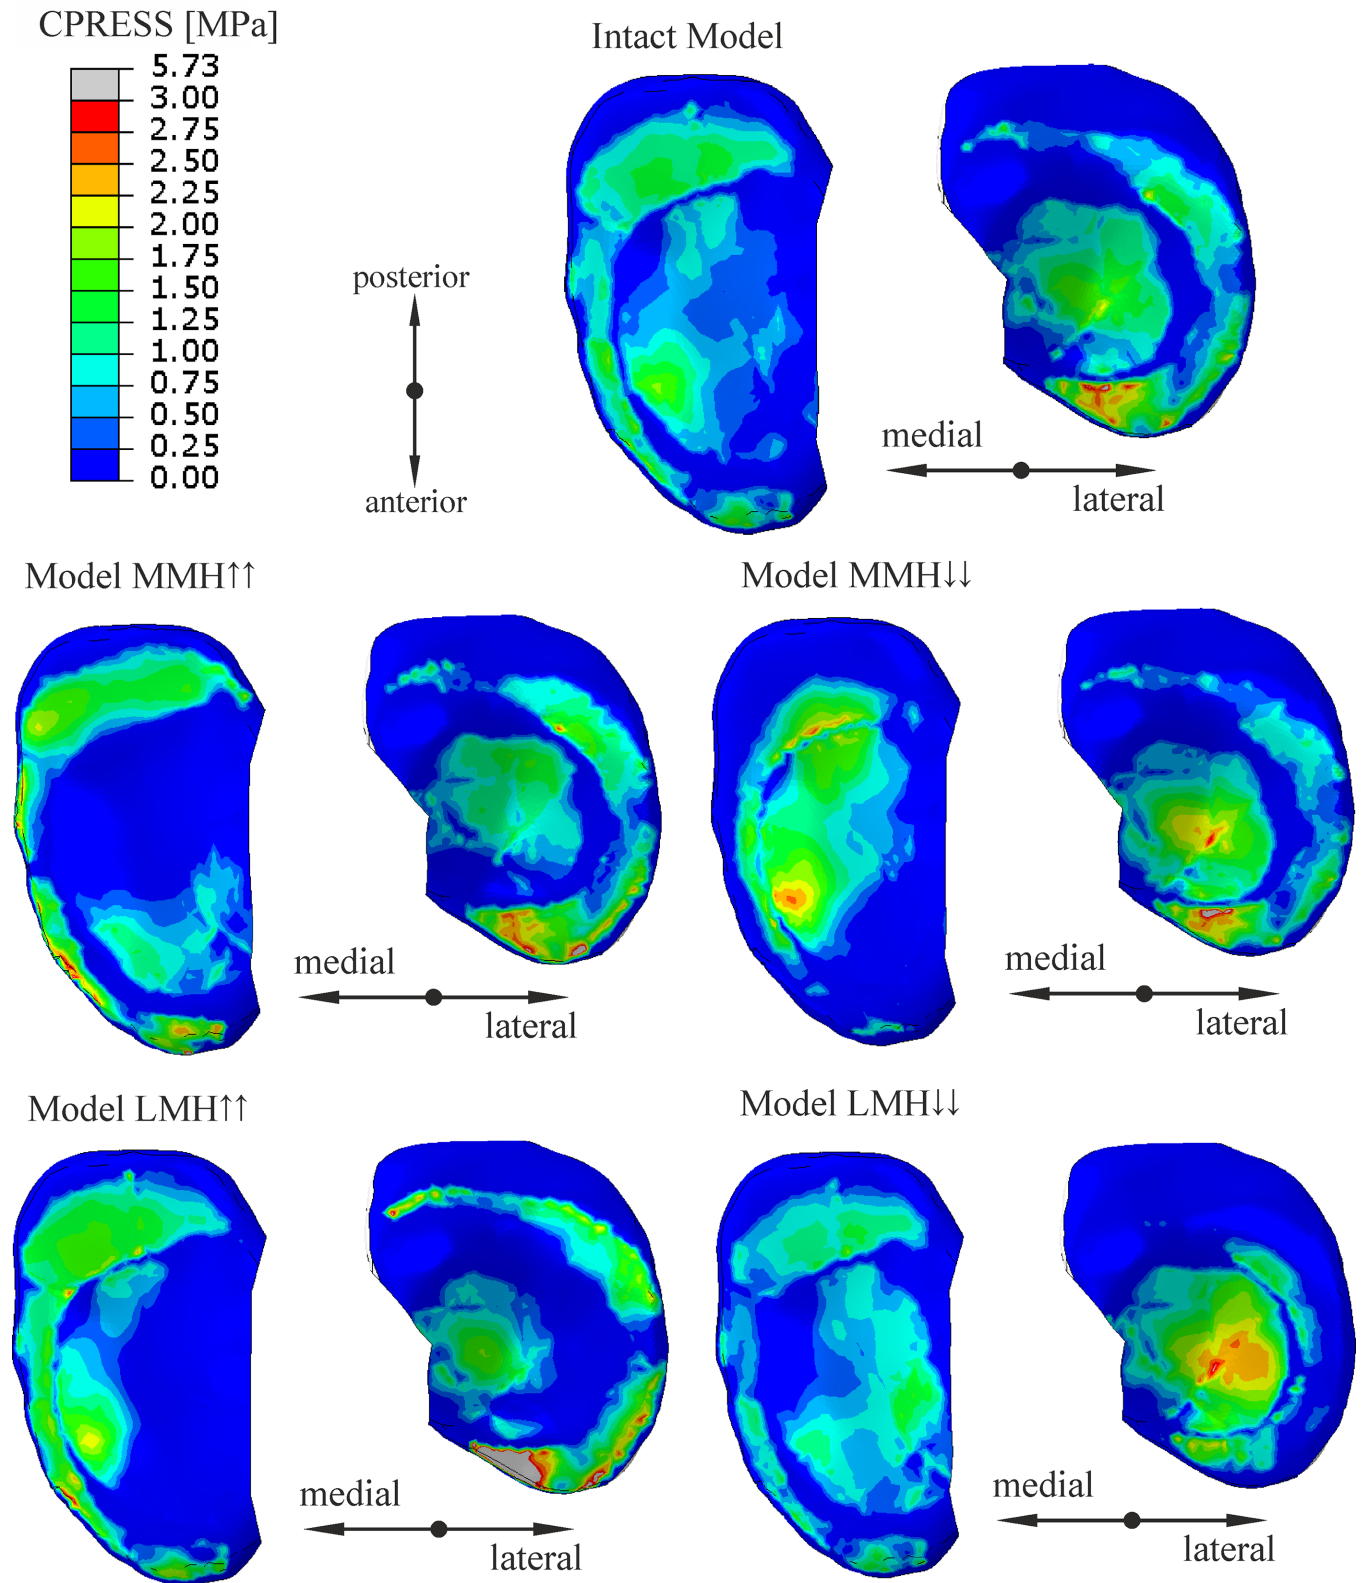 CPRESS [MPa]
5.73
3.00
2.75
2.50
2.25
2.00
1.75
1.50
1.25
1.00
0.75
0.50
0.25
0.00
Intact Model
posterior
anterior
medial
lateral
Model MMH↑↑
medial
lateral
Model MMH↓↓
medial
lateral
Model LMH↑↑
medial
lateral
Model LMH↓↓
medial
lateral